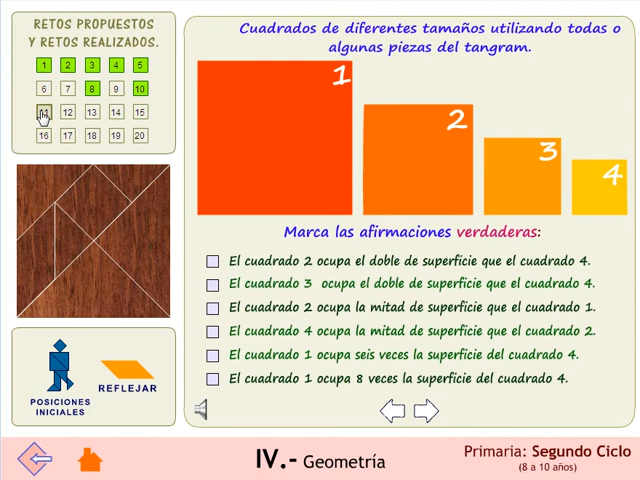 RETOS PROPUESTOS
Y RETOS REALIZADOS.
1 2 3 4 5
6 7 8 9 10
11 12 13 14 15
16 17 18 19 20
POSICIONES
INICIALES
REFLEJAR
Cuadrados de diferentes tamaños utilizando todas o
algunas piezas del tangram.
1
2
3
4
Marca las afirmaciones verdaderas:
El cuadrado 2 ocupa el doble de superficie que el cuadrado 4.
El cuadrado 3 ocupa el doble de superficie que el cuadrado 4.
El cuadrado 2 ocupa la mitad de superficie que el cuadrado 1.
El cuadrado 4 ocupa la mitad de superficie que el cuadrado 2.
El cuadrado 1 ocupa seis veces la superficie del cuadrado 4.
El cuadrado 1 ocupa 8 veces la superficie del cuadrado 4.
IV.- Geometría
Primaria: Segundo Ciclo
(8 a 10 años)